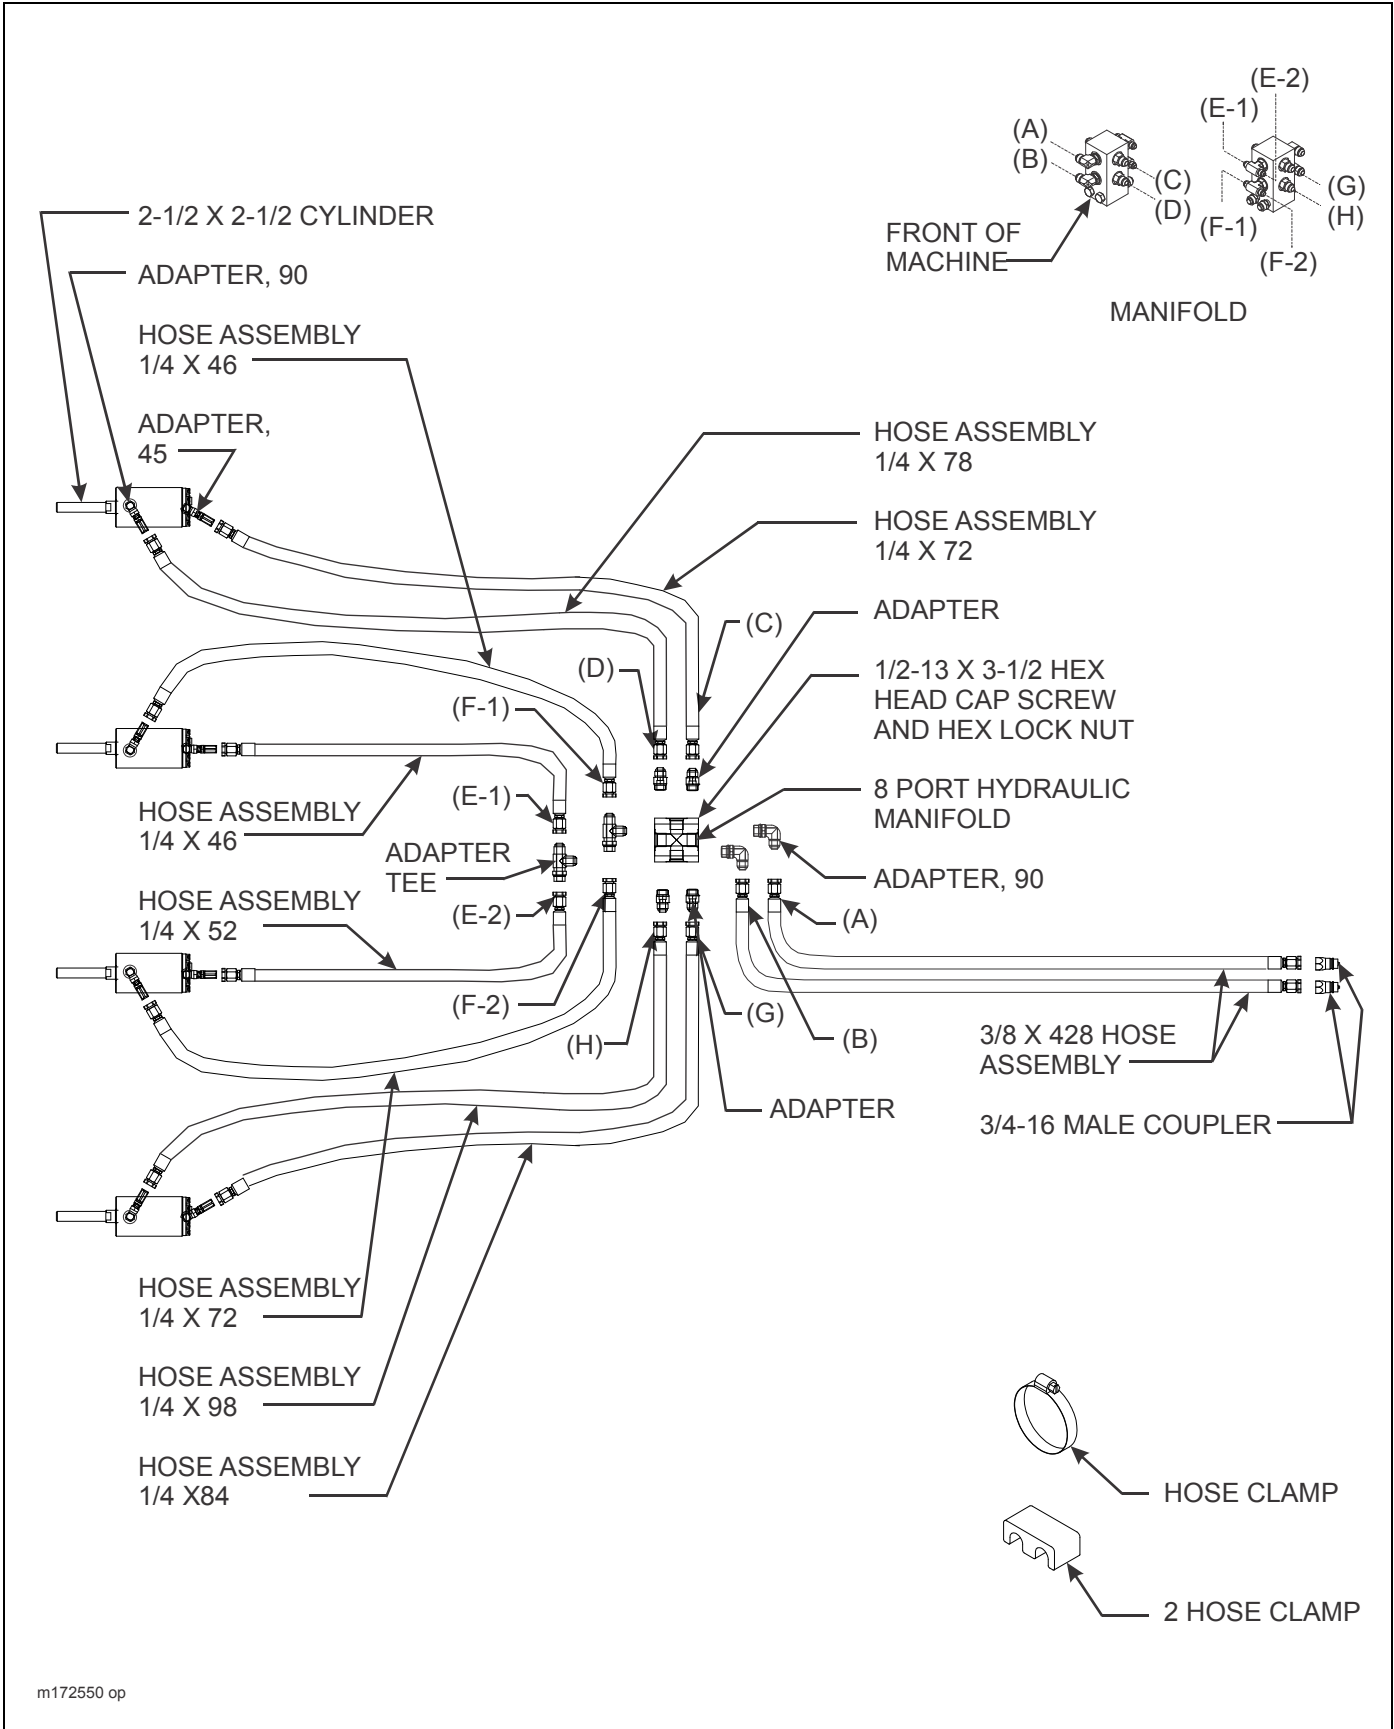 (E-2)
(E-1)
(A)
(B)
(C)
(D)
(G)
(H)
(F-1)
(F-2)
FRONT OF
MACHINE
MANIFOLD
2-1/2 X 2-1/2 CYLINDER
ADAPTER, 90
HOSE ASSEMBLY
1/4 X 46
ADAPTER,
45
HOSE ASSEMBLY
1/4 X 78
HOSE ASSEMBLY
1/4 X 72
ADAPTER
(C)
(D)
1/2-13 X 3-1/2 HEX
HEAD CAP SCREW
AND HEX LOCK NUT
(F-1)
(E-1)
8 PORT HYDRAULIC
MANIFOLD
HOSE ASSEMBLY
1/4 X 46
ADAPTER
TEE
ADAPTER, 90
HOSE ASSEMBLY
1/4 X 52
(E-2)
(A)
(F-2)
(G)
(H)
(B)
3/8 X 428 HOSE
ASSEMBLY
ADAPTER
3/4-16 MALE COUPLER
HOSE ASSEMBLY
1/4 X 72
HOSE ASSEMBLY
1/4 X 98
HOSE ASSEMBLY
1/4 X84
HOSE CLAMP
2 HOSE CLAMP
m172550 op